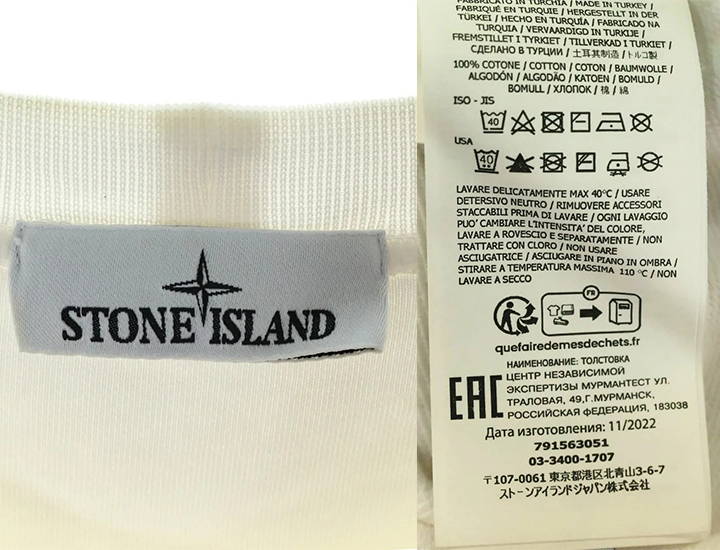 STONE ISLAND
FABBRICATO IN TURCHIA / MADE IN TURKEY /
FABRIQUÉ EN TURQUIE / HERGESTELLT IN DER
TÜRKEI / HECHO EN TURQUÍA / FABRICADO NA
TURQUIA / VERVAARDIGD IN TURKIJE /
FREMSTILLET I TYRKIET / TILLVERKAD I TURKIET /
СДЕЛАНО В ТУРЦИИ / 土耳其制造 / トルコ製
100% COTONE / COTTON / COTON / BAUMWOLLE /
ALGODÓN / ALGODÃO / KATOEN / BOMULD /
BOMULL / ХЛОПОК / 棉 / 綿
ISO - JIS
40
USA
40
LAVARE DELICATAMENTE MAX 40°C / USARE
DETERSIVO NEUTRO / RIMUOVERE ACCESSORI
STACCABILI PRIMA DI LAVARE / OGNI LAVAGGIO
PUO' CAMBIARE L'INTENSITA' DEL COLORE,
LAVARE A ROVESCIO E SEPARATAMENTE / NON
TRATTARE CON CLORO / NON USARE
ASCIUGATRICE / ASCIUGARE IN PIANO IN OMBRA /
STIRARE A TEMPERATURA MASSIMA 110 °C / NON
LAVARE A SECCO
FR
quefairedemesdechets.fr
EAC
НАИМЕНОВАНИЕ: ТОЛСТОВКА
ЦЕНТР НЕЗАВИСИМОЙ
ЭКСПЕРТИЗЫ МУРМАНТЕСТ УЛ.
ТРАЛОВАЯ, 49,Г.МУРМАНСК,
РОССИЙСКАЯ ФЕДЕРАЦИЯ, 183038
Дата изготовления: 11/2022
791563051
03-3400-1707
〒107-0061 東京都港区北青山3-6-7
ストーンアイランドジャパン株式会社